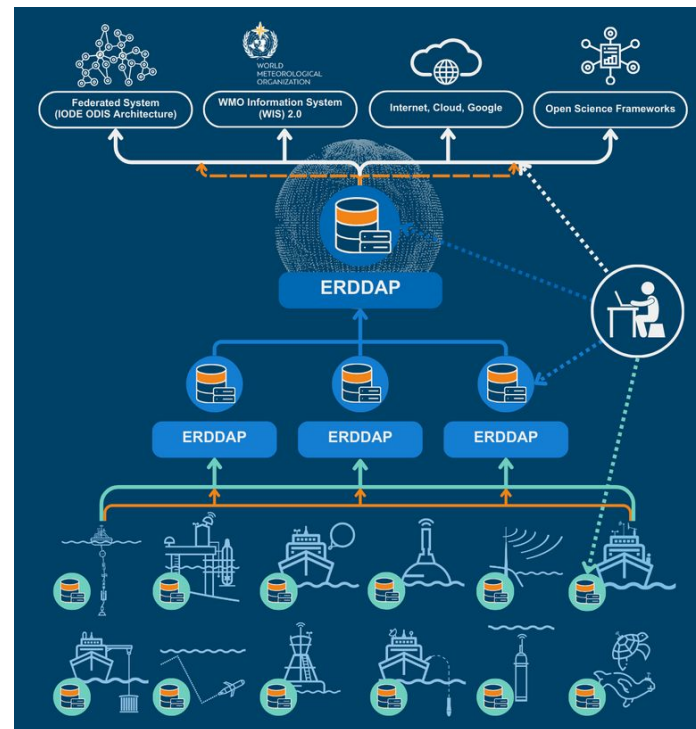 WORLD
METEOROLOGICAL
ORGANIZATION
Federated System
(IODE ODIS Architecture)
WMO Information System
(WIS) 2.0
Internet, Cloud, Google
Open Science Frameworks
ERDDAP
ERDDAP
ERDDAP
ERDDAP